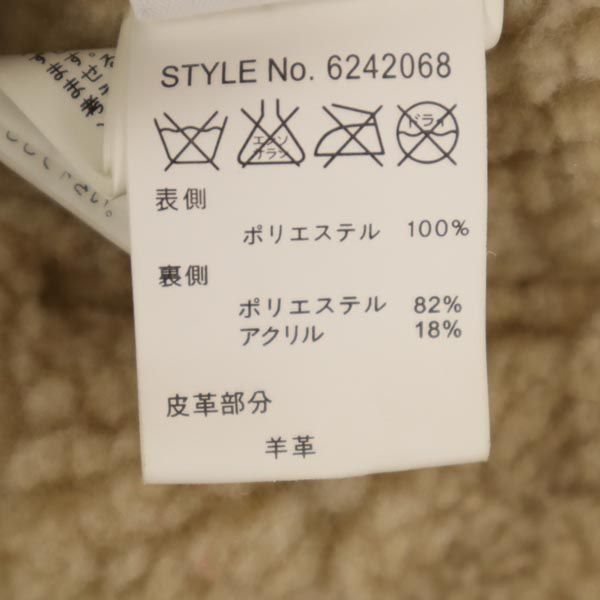 STYLE No. 6242068
エンソ
サラシ
ドライ
表側
ポリエステル 100%
裏側
ポリエステル 82%
アクリル 18%
皮革部分
羊革